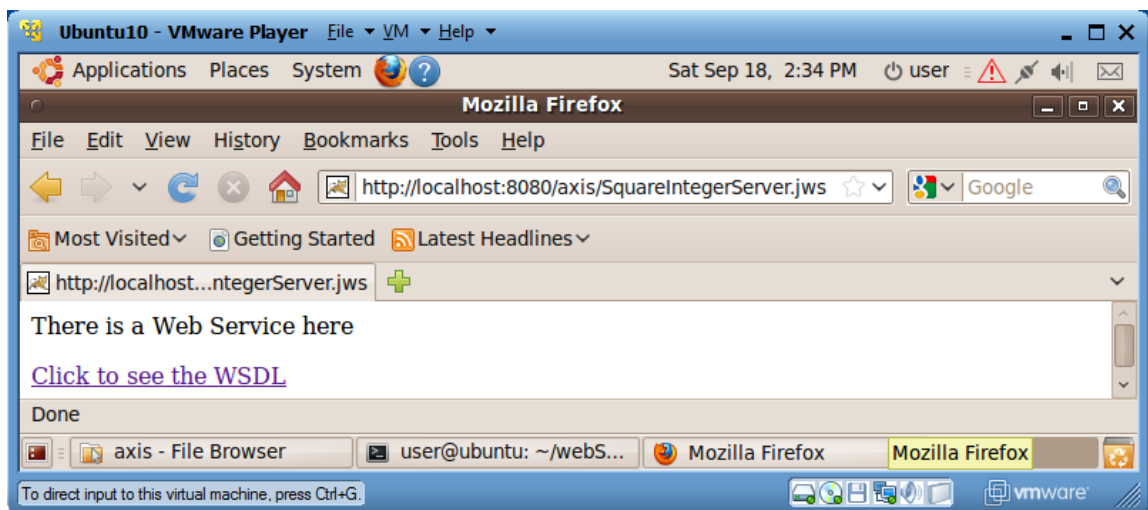 Ubuntu10 - VMware Player File VM Help
Applications Places System Sat Sep 18, 2:34 PM user
Mozilla Firefox
File Edit View History Bookmarks Tools Help
http://localhost:8080/axis/SquareIntegerServer.jws Google
Most Visited Getting Started Latest Headlines
http://localhost...ntegerServer.jws
There is a Web Service here
Click to see the WSDL
Done
axis - File Browser user@ubuntu: ~/webS... Mozilla Firefox Mozilla Firefox
To direct input to this virtual machine, press Ctrl+G. vmware